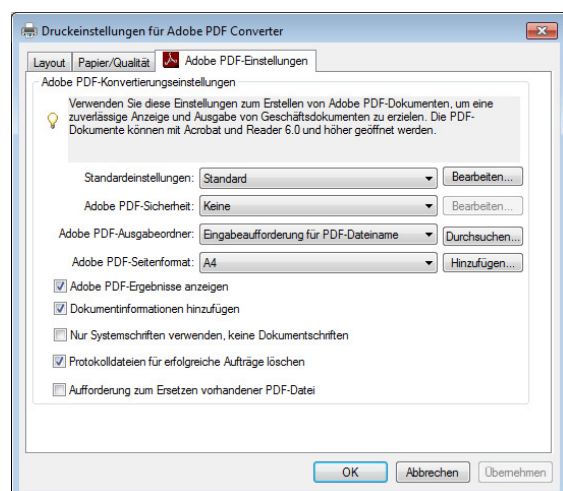 Druckeinstellungen für Adobe PDF Converter
Layout Papier/Qualität Adobe PDF-Einstellungen
Adobe PDF-Konvertierungseinstellungen
Verwenden Sie diese Einstellungen zum Erstellen von Adobe PDF-Dokumenten, um eine
zuverlässige Anzeige und Ausgabe von Geschäftsdokumenten zu erzielen. Die PDF-
Dokumente können mit Acrobat und Reader 6.0 und höher geöffnet werden.
Standardeinstellungen: Standard Bearbeiten...
Adobe PDF-Sicherheit: Keine Bearbeiten...
Adobe PDF-Ausgabeordner: Eingabeaufforderung für PDF-Dateiname Durchsuchen...
Adobe PDF-Seitenformat: A4 Hinzufügen...
Adobe PDF-Ergebnisse anzeigen
Dokumentinformationen hinzufügen
Nur Systemschriften verwenden, keine Dokumentschriften
Protokolldateien für erfolgreiche Aufträge löschen
Aufforderung zum Ersetzen vorhandener PDF-Datei
OK Abbrechen Übernehmen